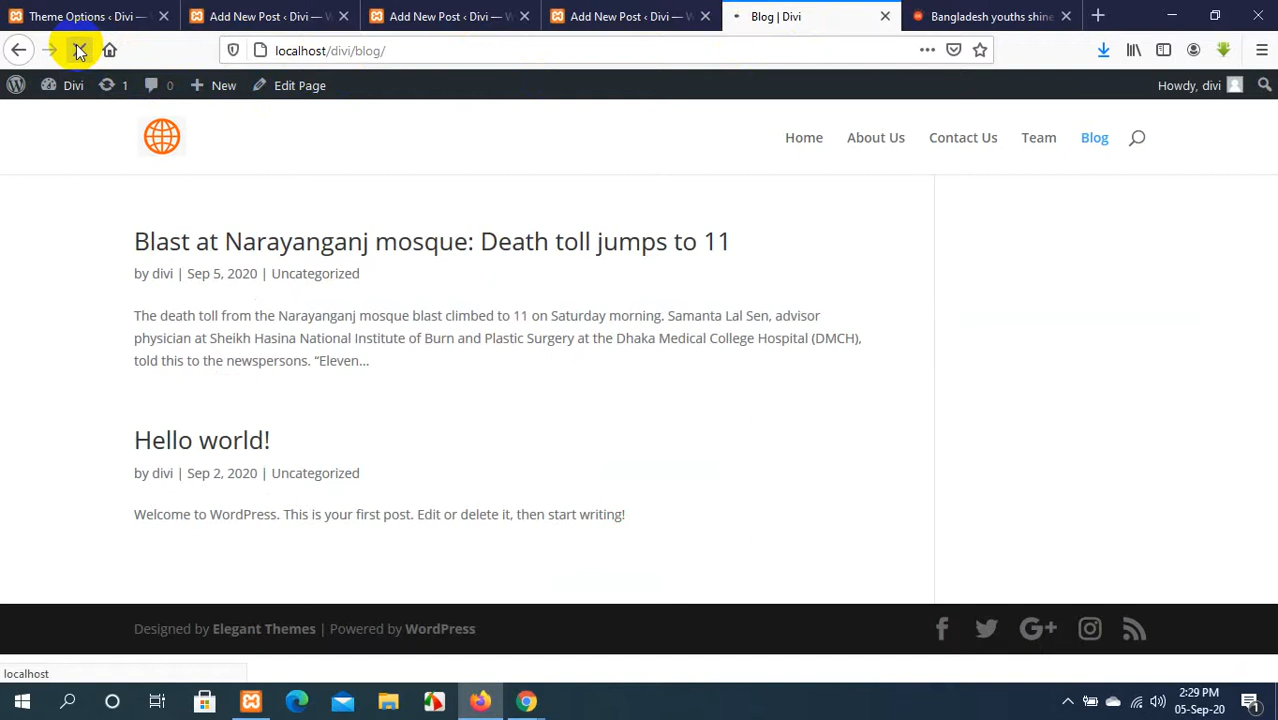 Theme Options ‹ Divi — W
Add New Post ‹ Divi — W
Add New Post ‹ Divi — W
Add New Post ‹ Divi — W
Blog | Divi
Bangladesh youths shine
localhost/divi/blog/
Divi
1
0
New
Edit Page
Howdy, divi
Home
About Us
Contact Us
Team
Blog
Blast at Narayanganj mosque: Death toll jumps to 11
by divi | Sep 5, 2020 | Uncategorized
The death toll from the Narayanganj mosque blast climbed to 11 on Saturday morning. Samanta Lal Sen, advisor
physician at Sheikh Hasina National Institute of Burn and Plastic Surgery at the Dhaka Medical College Hospital (DMCH),
told this to the newspersons. “Eleven...
Hello world!
by divi | Sep 2, 2020 | Uncategorized
Welcome to WordPress. This is your first post. Edit or delete it, then start writing!
Designed by Elegant Themes | Powered by WordPress
localhost
2:29 PM
05-Sep-20
1